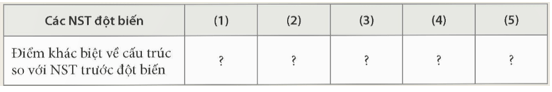 Các NST đột biến (1) (2) (3) (4) (5)
Điểm khác biệt về cấu trúc
so với NST trước đột biến ? ? ? ? ?